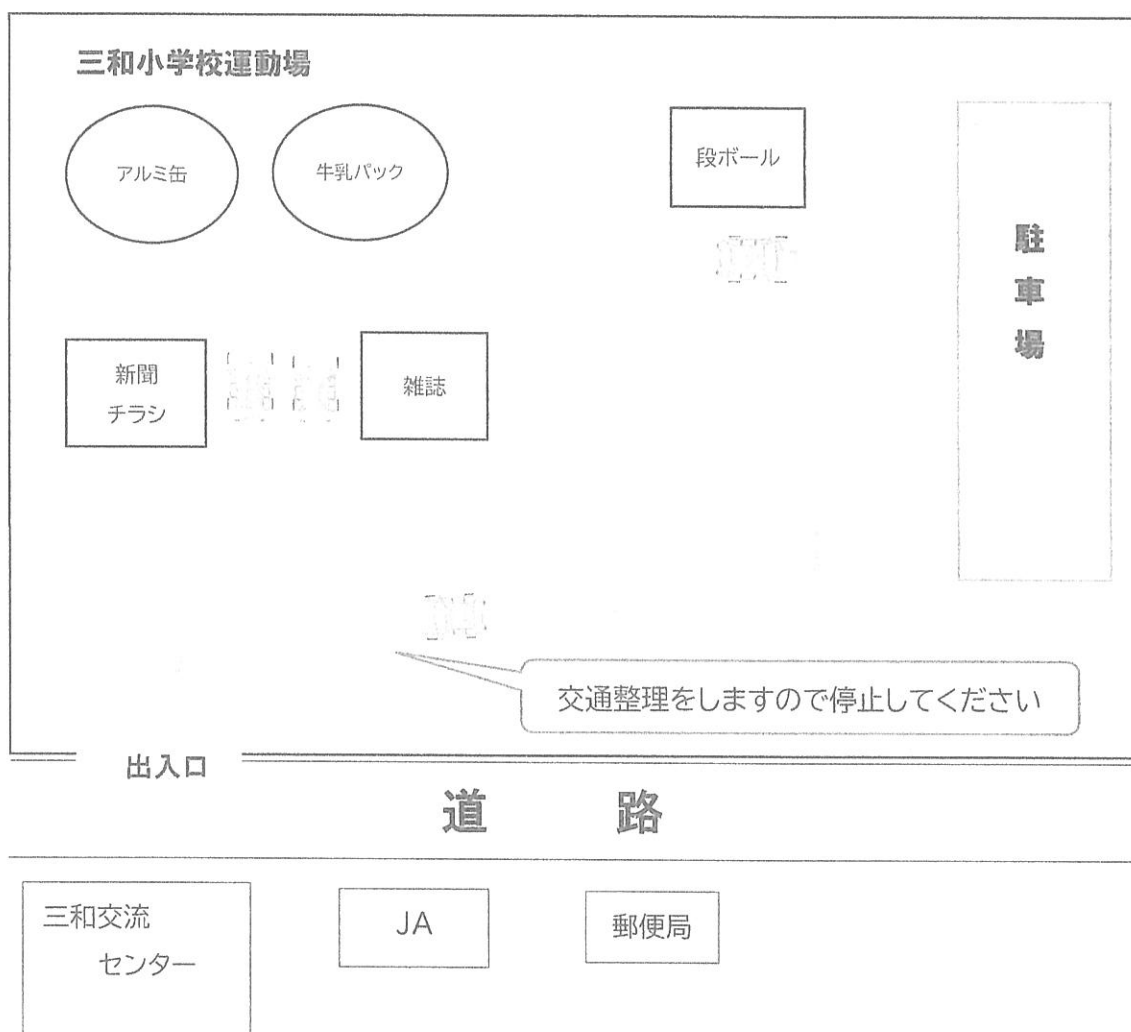 三和小学校運動場
アルミ缶
牛乳パック
段ボール
駐車場
新聞
チラシ
雑誌
交通整理をしますので停止してください
出入口
道 路
三和交流
センター
JA
郵便局